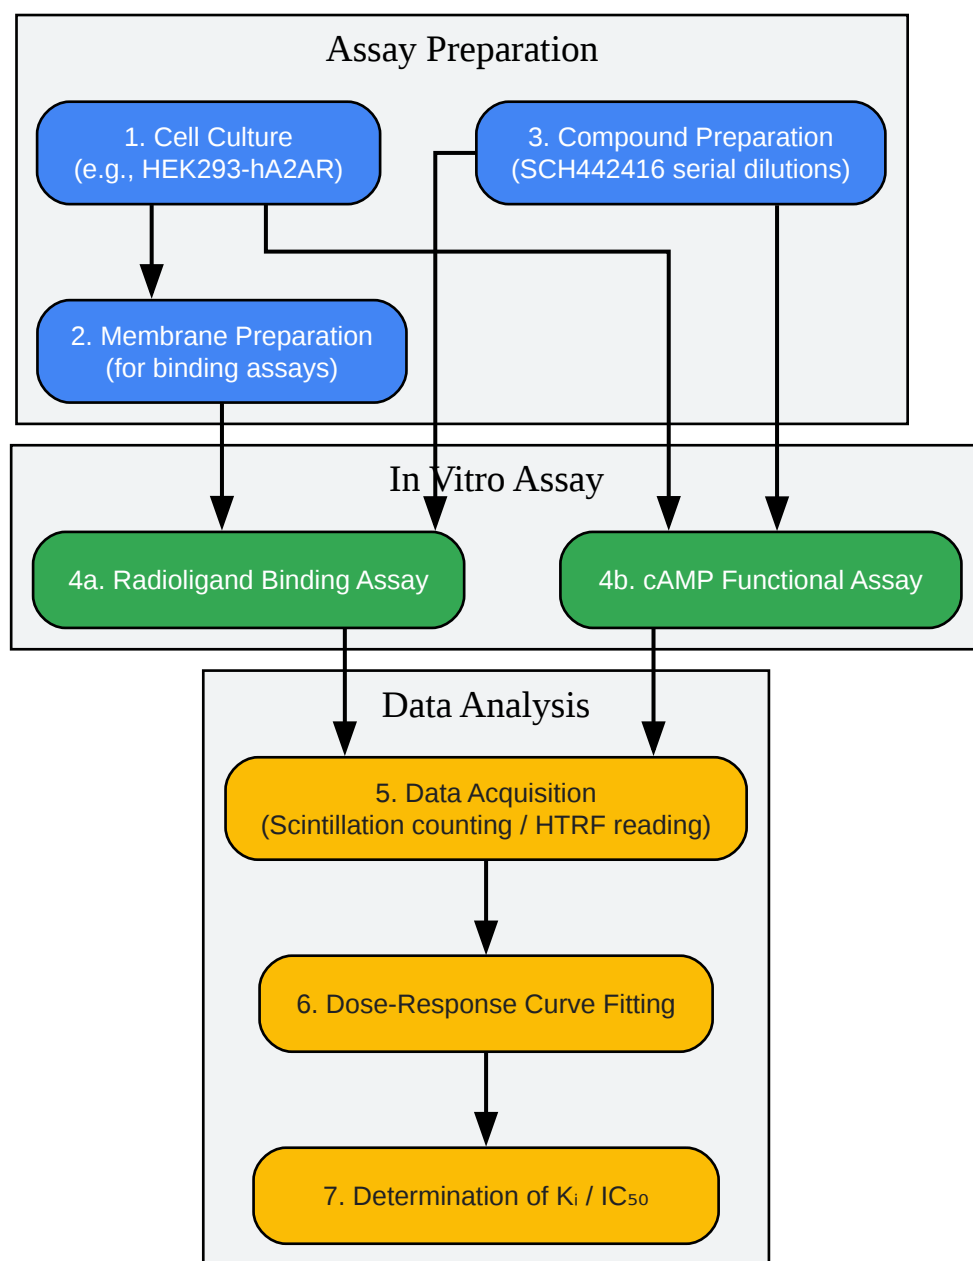 Assay Preparation
1. Cell Culture
(e.g., HEK293-hA2AR)
3. Compound Preparation
(SCH442416 serial dilutions)
2. Membrane Preparation
(for binding assays)
In Vitro Assay
4a. Radioligand Binding Assay
4b. cAMP Functional Assay
Data Analysis
5. Data Acquisition
(Scintillation counting / HTRF reading)
6. Dose-Response Curve Fitting
7. Determination of Kᵢ / IC₅₀